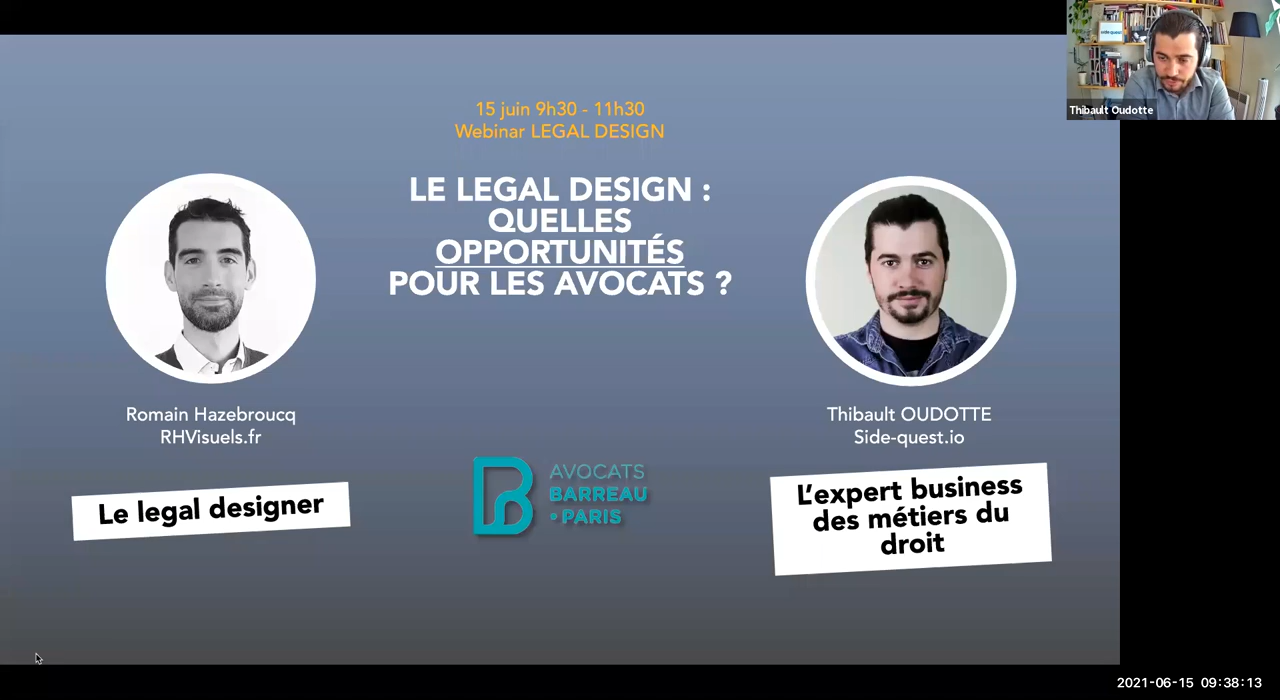 15 juin 9h30 - 11h30
Webinar LEGAL DESIGN
LE LEGAL DESIGN :
QUELLES
OPPORTUNITÉS
POUR LES AVOCATS ?
Romain Hazebroucq
RHVisuels.fr
Le legal designer
AVOCATS
BARREAU
• PARIS
Thibault OUDOTTE
Side-quest.io
L'expert business
des métiers du
droit
Thibault Oudotte
2021-06-15 09:38:13